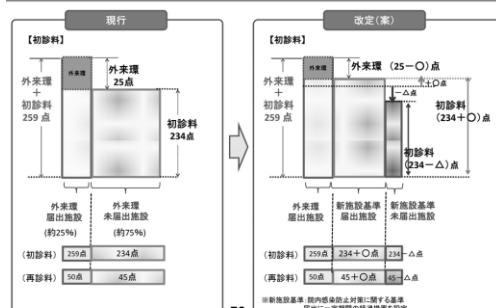 現行
【初診料】
外来環
外来環
25点
外来環
＋
初診料
259点
初診料
234点
外来環
届出施設
(約25%)
外来環
未届出施設
(約75%)
(初診料) 259点 234点
(再診料) 50点 45点
改定(案)
【初診料】
外来環 (25－〇)点
＋〇点
－△点
外来環
＋
初診料
259点
初診料
(234＋〇)点
初診料
(234－△)点
外来環
届出施設
新施設基準
届出施設
新施設基準
未届出施設
(初診料) 259点 234＋〇点 234－△点
(再診料) 50点 45＋〇点 45－△点
※新施設基準：院内感染防止対策に関する基準